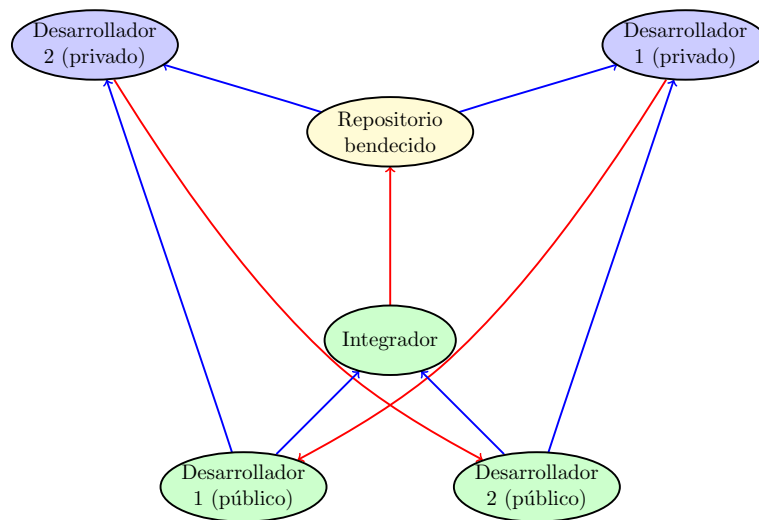 Desarrollador
2 (privado)
Desarrollador
1 (privado)
Repositorio
bendecido
Integrador
Desarrollador
1 (público)
Desarrollador
2 (público)